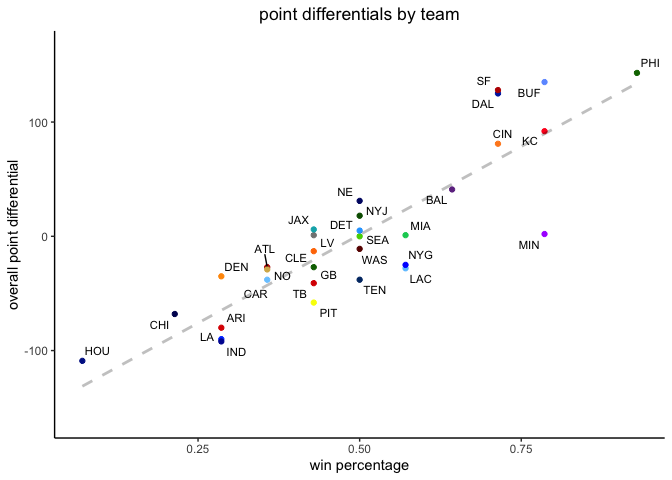 point differentials by team
PHI
SF
BUF
DAL
100
CIN
KC
NE
BAL
NYJ
JAX
DET
MIA
0
SEA
LV
MIN
ATL
WAS
NYG
CLE
DEN
NO
GB
LAC
CAR
TB
TEN
PIT
CHI
ARI
LA
HOU
IND
-100
0.25
0.50
0.75
win percentage
overall point differential